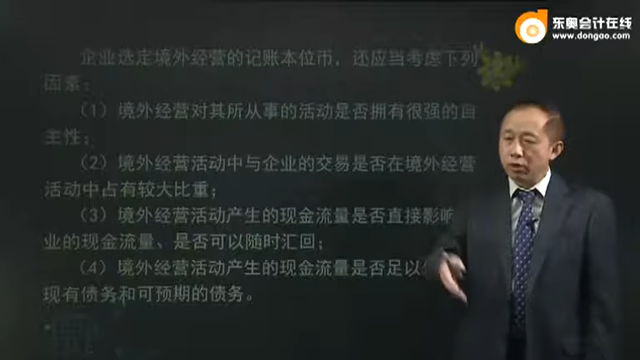 东奥会计在线
www.dongao.com
企业选定境外经营的记账本位币，还应当考虑下列
因素：
（1）境外经营对其所从事的活动是否拥有很强的自
主性；
（2）境外经营活动中与企业的交易是否在境外经营
活动中占有较大比重；
（3）境外经营活动产生的现金流量是否直接影响
业的现金流量、是否可以随时汇回；
（4）境外经营活动产生的现金流量是否足以
现有债务和可预期的债务。